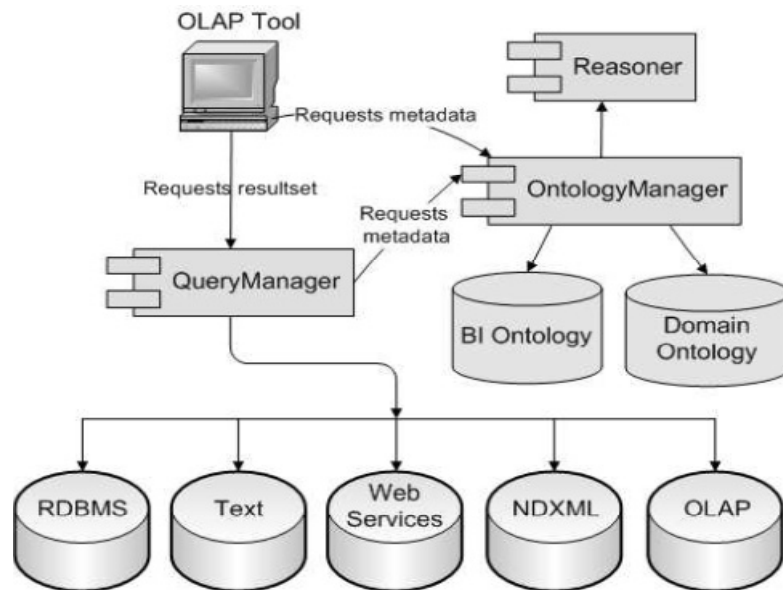 OLAP Tool
Reasoner
Requests metadata
OntologyManager
Requests resultset
Requests
metadata
QueryManager
BI Ontology
Domain
Ontology
RDBMS
Text
Web
Services
NDXML
OLAP